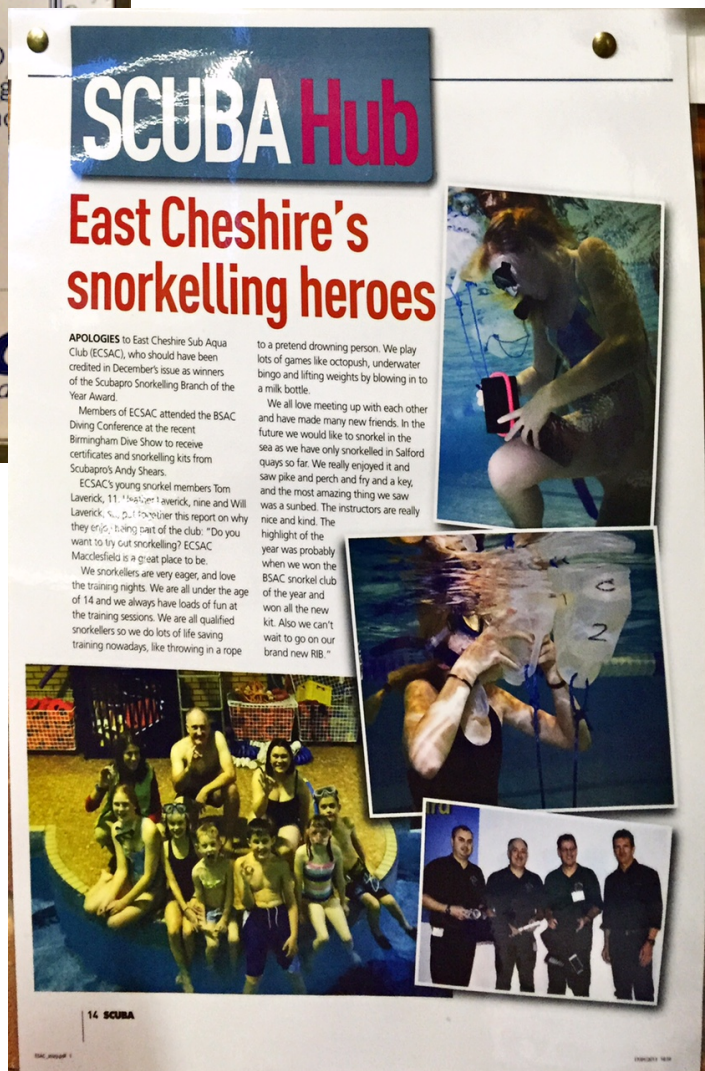 SCUBA Hub
East Cheshire's
snorkelling heroes
APOLOGIES to East Cheshire Sub Aqua
Club (ECSAC), who should have been
credited in December's issue as winners
of the Scubapro Snorkelling Branch of the
Year Award.
Members of ECSAC attended the BSAC
Diving Conference at the recent
Birmingham Dive Show to receive
certificates and snorkelling kits from
Scubapro's Andy Shears.
ECSAC's young snorkel members Tom
Laverick, 11, Heather Laverick, nine and Will
Laverick, put together this report on why
they enjoy being part of the club: "Do you
want to try out snorkelling? ECSAC
Macclesfield is a great place to be.
We snorkellers are very eager, and love
the training nights. We are all under the age
of 14 and we always have loads of fun at
the training sessions. We are all qualified
snorkellers so we do lots of life saving
training nowadays, like throwing in a rope
to a pretend drowning person. We play
lots of games like octopush, underwater
bingo and lifting weights by blowing in to
a milk bottle.
We all love meeting up with each other
and have made many new friends. In the
future we would like to snorkel in the
sea as we have only snorkelled in Salford
quays so far. We really enjoyed it and
saw pike and perch and fry and a key,
and the most amazing thing we saw
was a sunbed. The instructors are really
nice and kind. The
highlight of the
year was probably
when we won the
BSAC snorkel club
of the year and
won all the new
kit. Also we can't
wait to go on our
brand new RIB."
2
14 SCUBA